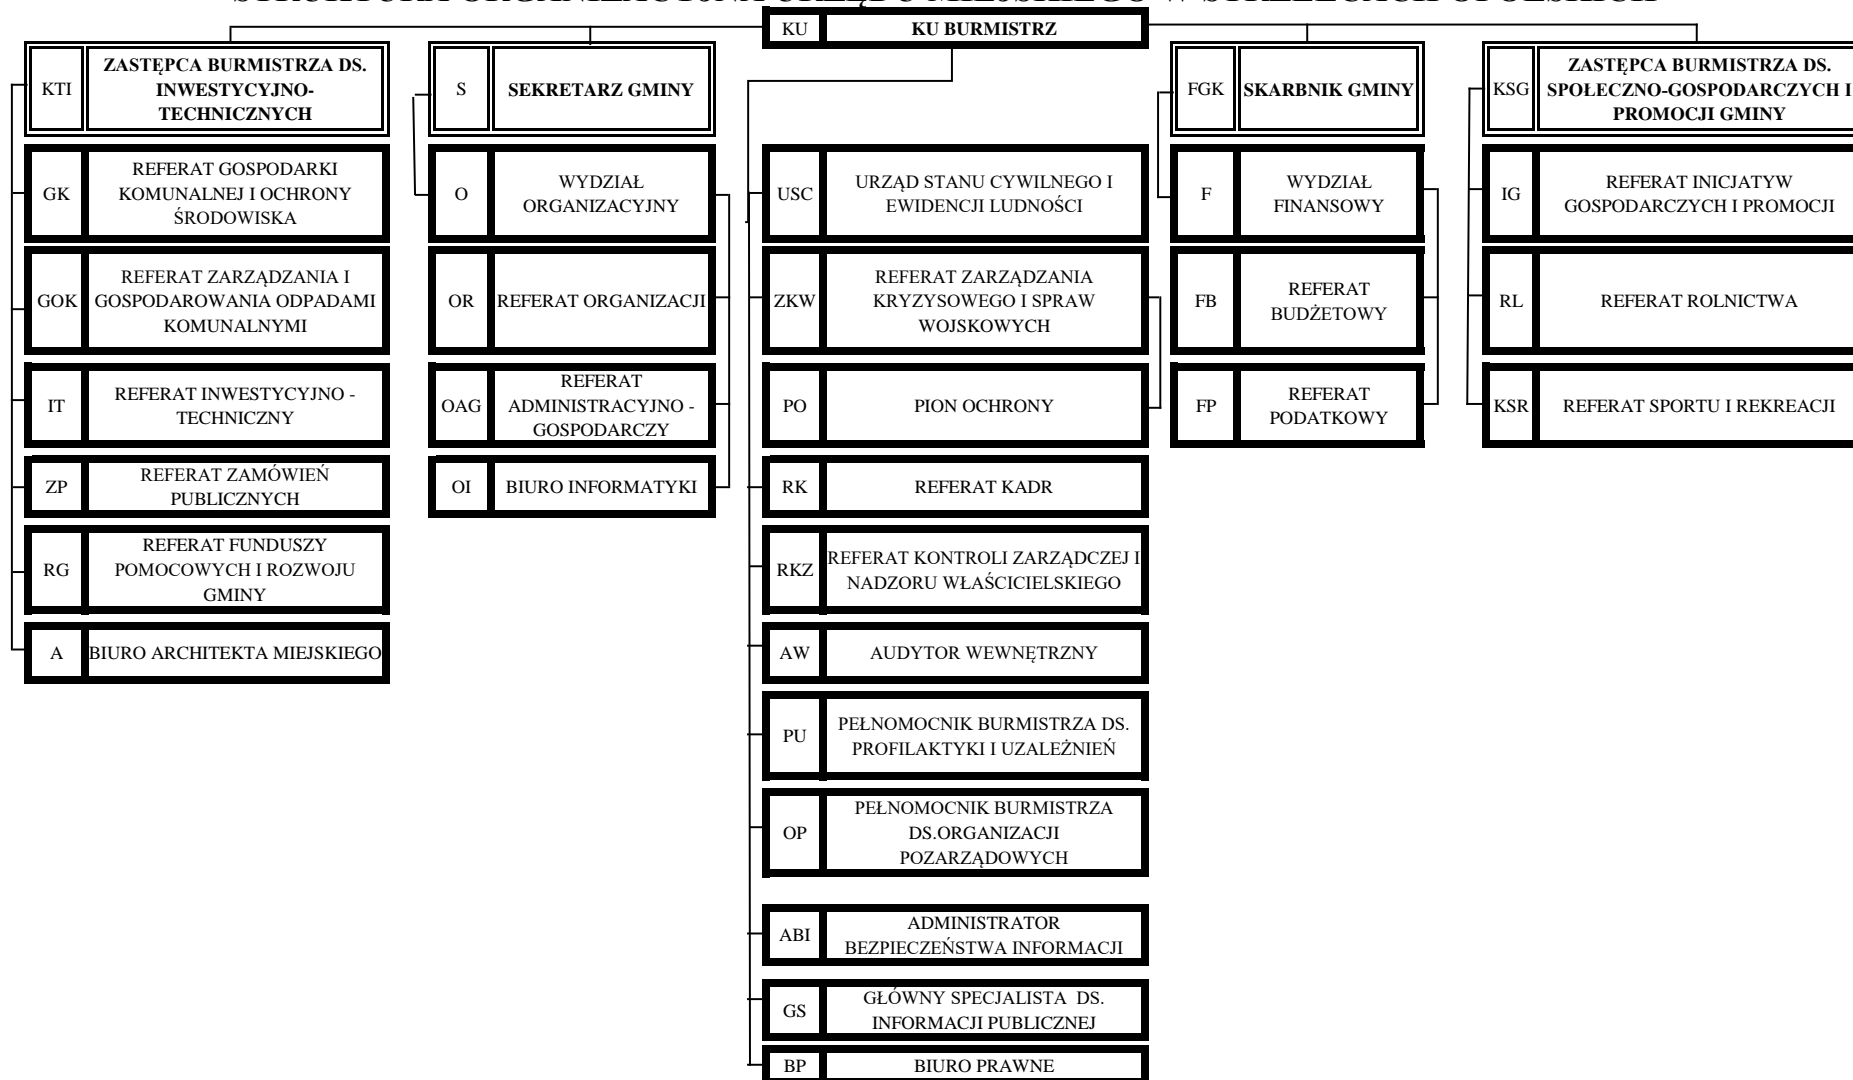 STRUKTURA ORGANIZACYJNA URZĘDU MIEJSKIEGO W STRZELCACH OPOLSKICH
KU
KU BURMISTRZ
KTI
ZASTĘPCA BURMISTRZA DS.
INWESTYCYJNO-
TECHNICZNYCH
GK
REFERAT GOSPODARKI
KOMUNALNEJ I OCHRONY
ŚRODOWISKA
GOK
REFERAT ZARZĄDZANIA I
GOSPODAROWANIA ODPADAMI
KOMUNALNYMI
IT
REFERAT INWESTYCYJNO -
TECHNICZNY
ZP
REFERAT ZAMÓWIEŃ
PUBLICZNYCH
RG
REFERAT FUNDUSZY
POMOCOWYCH I ROZWOJU
GMINY
A
BIURO ARCHITEKTA MIEJSKIEGO
S
SEKRETARZ GMINY
O
WYDZIAŁ
ORGANIZACYJNY
OR
REFERAT ORGANIZACJI
OAG
REFERAT
ADMINISTRACYJNO -
GOSPODARCZY
OI
BIURO INFORMATYKI
USC
URZĄD STANU CYWILNEGO I
EWIDENCJI LUDNOŚCI
ZKW
REFERAT ZARZĄDZANIA
KRYZYSOWEGO I SPRAW
WOJSKOWYCH
PO
PION OCHRONY
RK
REFERAT KADR
RKZ
REFERAT KONTROLI ZARZĄDCZEJ I
NADZORU WŁAŚCICIELSKIEGO
AW
AUDYTOR WEWNĘTRZNY
PU
PEŁNOMOCNIK BURMISTRZA DS.
PROFILAKTYKI I UZALEŻNIEŃ
OP
PEŁNOMOCNIK BURMISTRZA
DS.ORGANIZACJI
POZARZĄDOWYCH
ABI
ADMINISTRATOR
BEZPIECZEŃSTWA INFORMACJI
GS
GŁÓWNY SPECJALISTA DS.
INFORMACJI PUBLICZNEJ
BP
BIURO PRAWNE
FGK
SKARBNIK GMINY
F
WYDZIAŁ
FINANSOWY
FB
REFERAT
BUDŻETOWY
FP
REFERAT
PODATKOWY
KSG
ZASTĘPCA BURMISTRZA DS.
SPOŁECZNO-GOSPODARCZYCH I
PROMOCJI GMINY
IG
REFERAT INICJATYW
GOSPODARCZYCH I PROMOCJI
RL
REFERAT ROLNICTWA
KSR
REFERAT SPORTU I REKREACJI